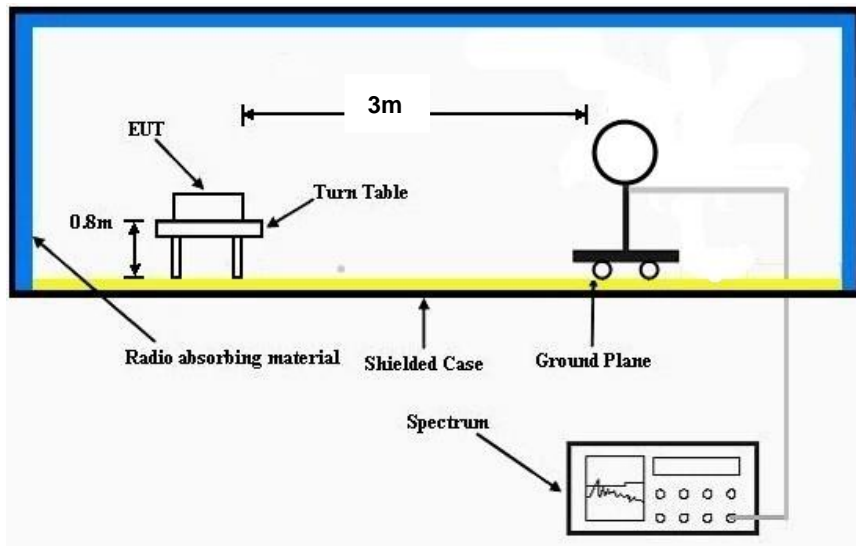 3m
EUT
Turn Table
0.8m
Radio absorbing material
Shielded Case
Ground Plane
Spectrum